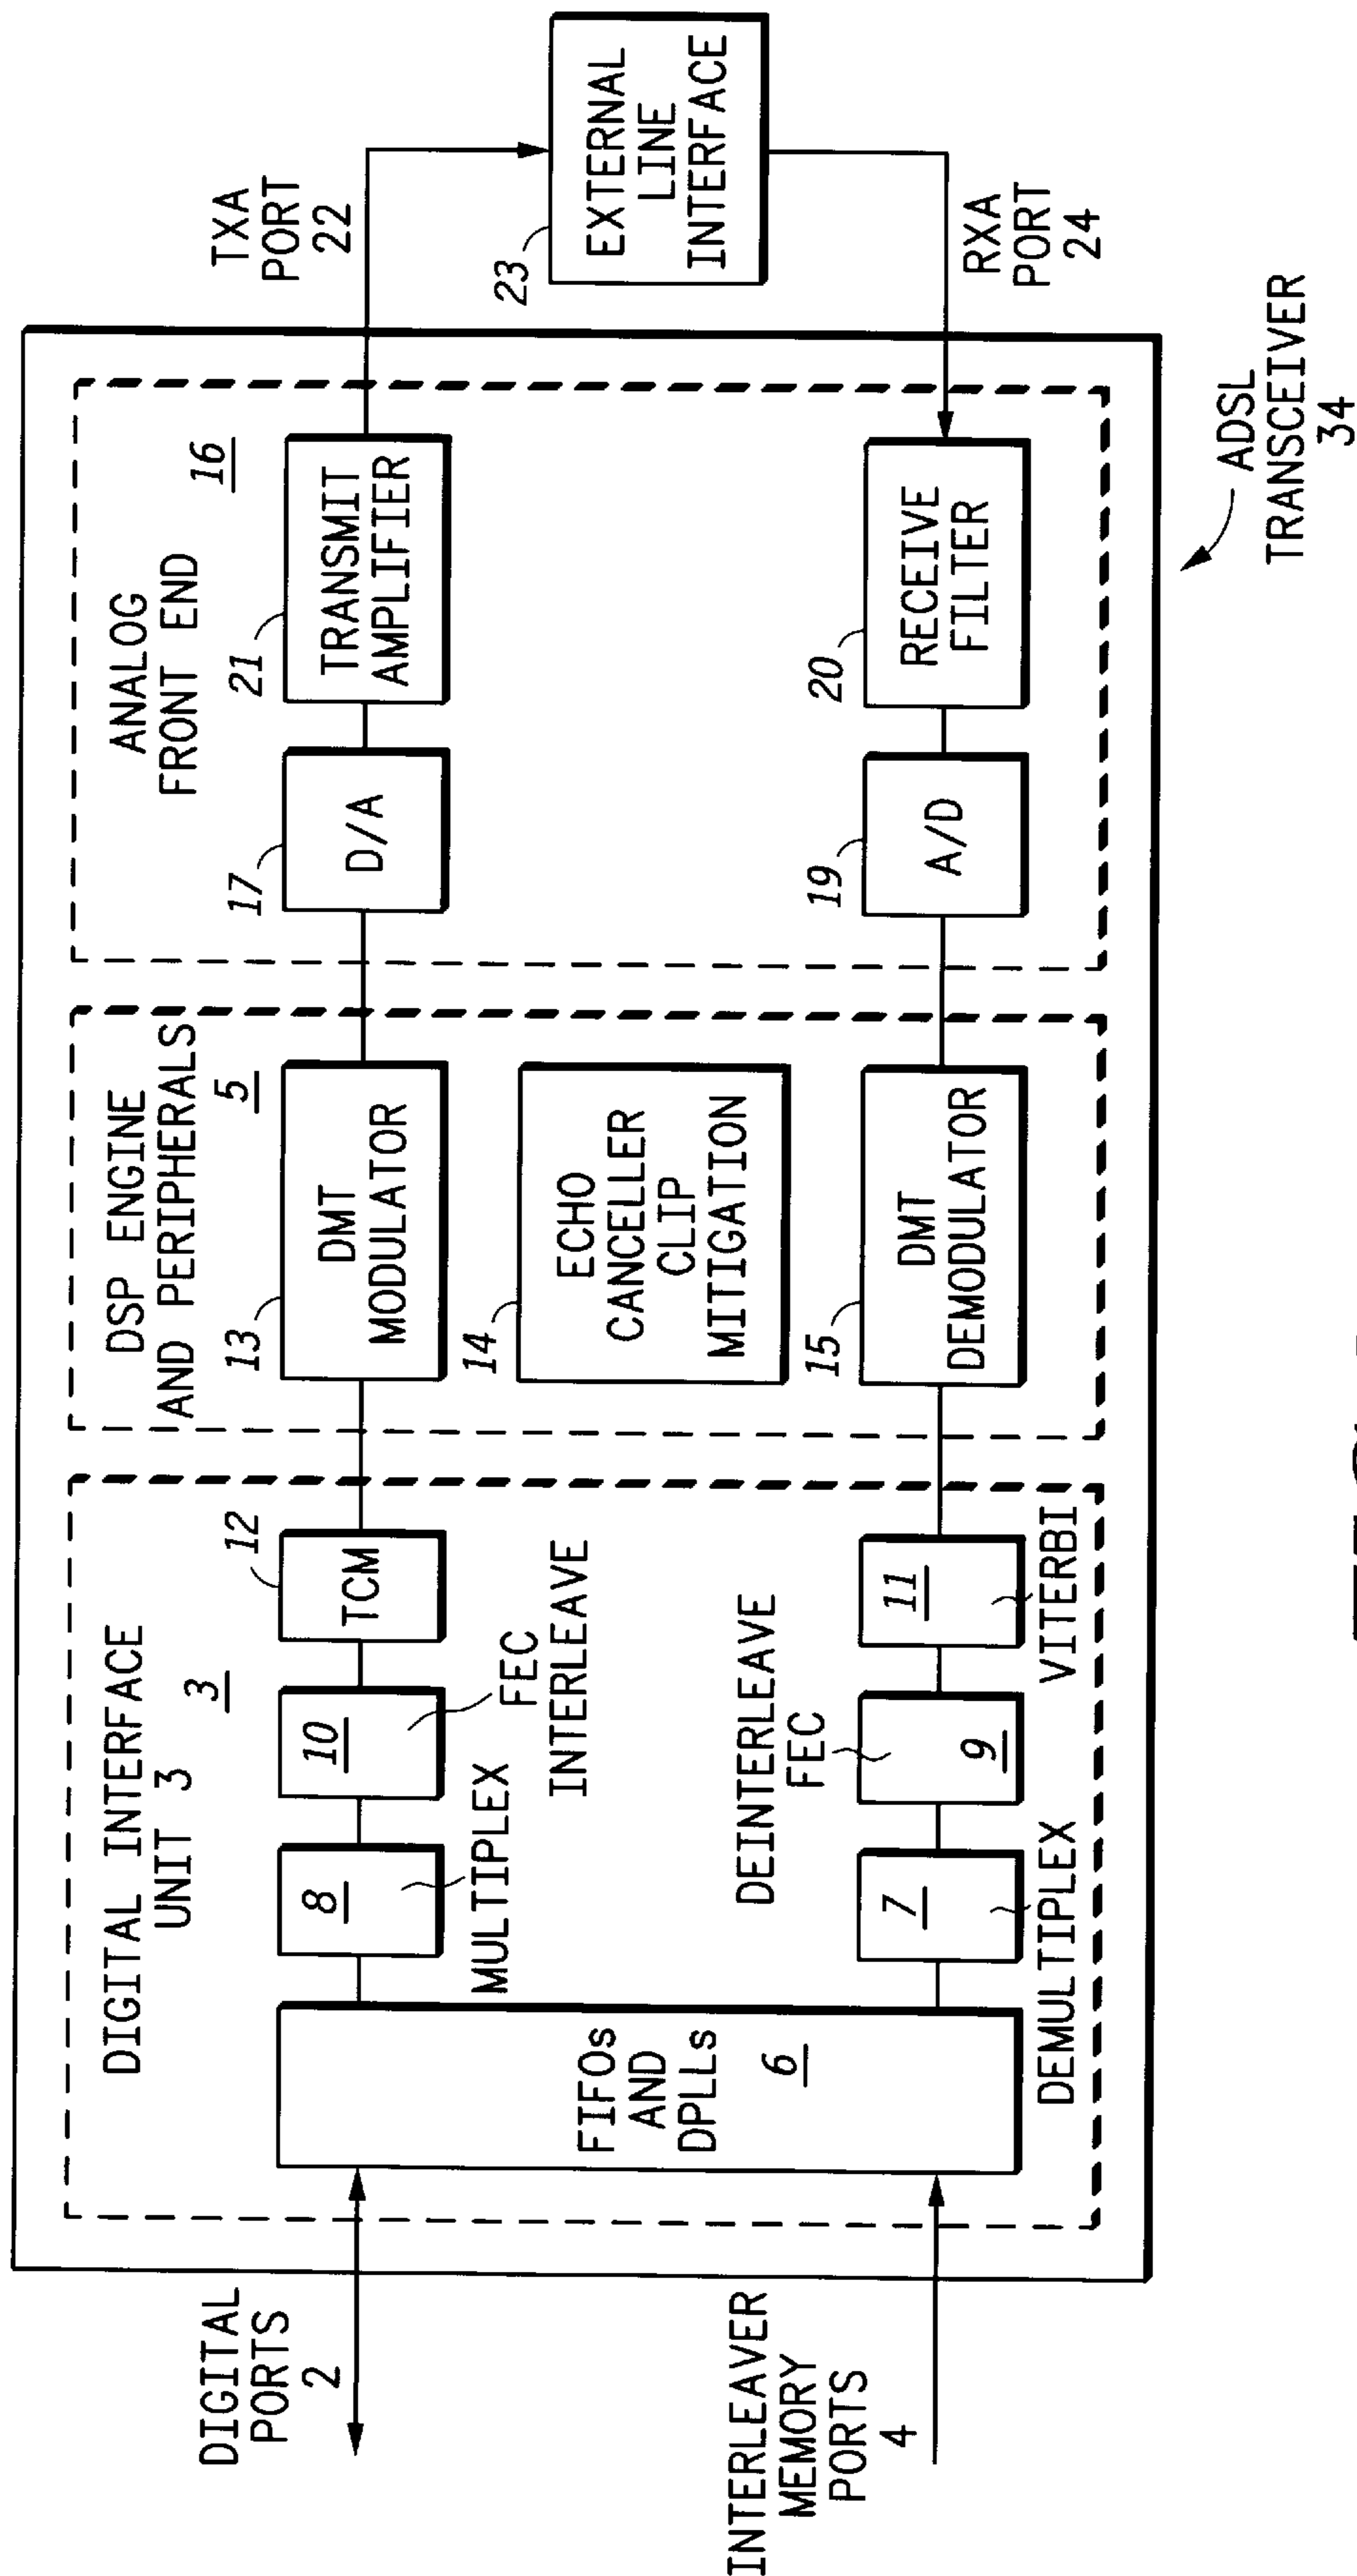 DIGITAL INTERFACE
UNIT 3
3
DSP ENGINE
AND PERIPHERALS
5
ANALOG
FRONT END
16
DIGITAL
PORTS
2
INTERLEAVER
MEMORY
PORTS
4
FIFOs
AND
DPLLs
6
8
MULTIPLEX
10
FEC
INTERLEAVE
12
TCM
13
DMT
MODULATOR
17
D/A
21
TRANSMIT
AMPLIFIER
TXA
PORT
22
14
ECHO
CANCELLER
CLIP
MITIGATION
23
EXTERNAL
LINE
INTERFACE
7
DEMULTIPLEX
DEINTERLEAVE
FEC
9
11
VITERBI
15
DMT
DEMODULATOR
19
A/D
20
RECEIVE
FILTER
RXA
PORT
24
ADSL
TRANSCEIVER
34